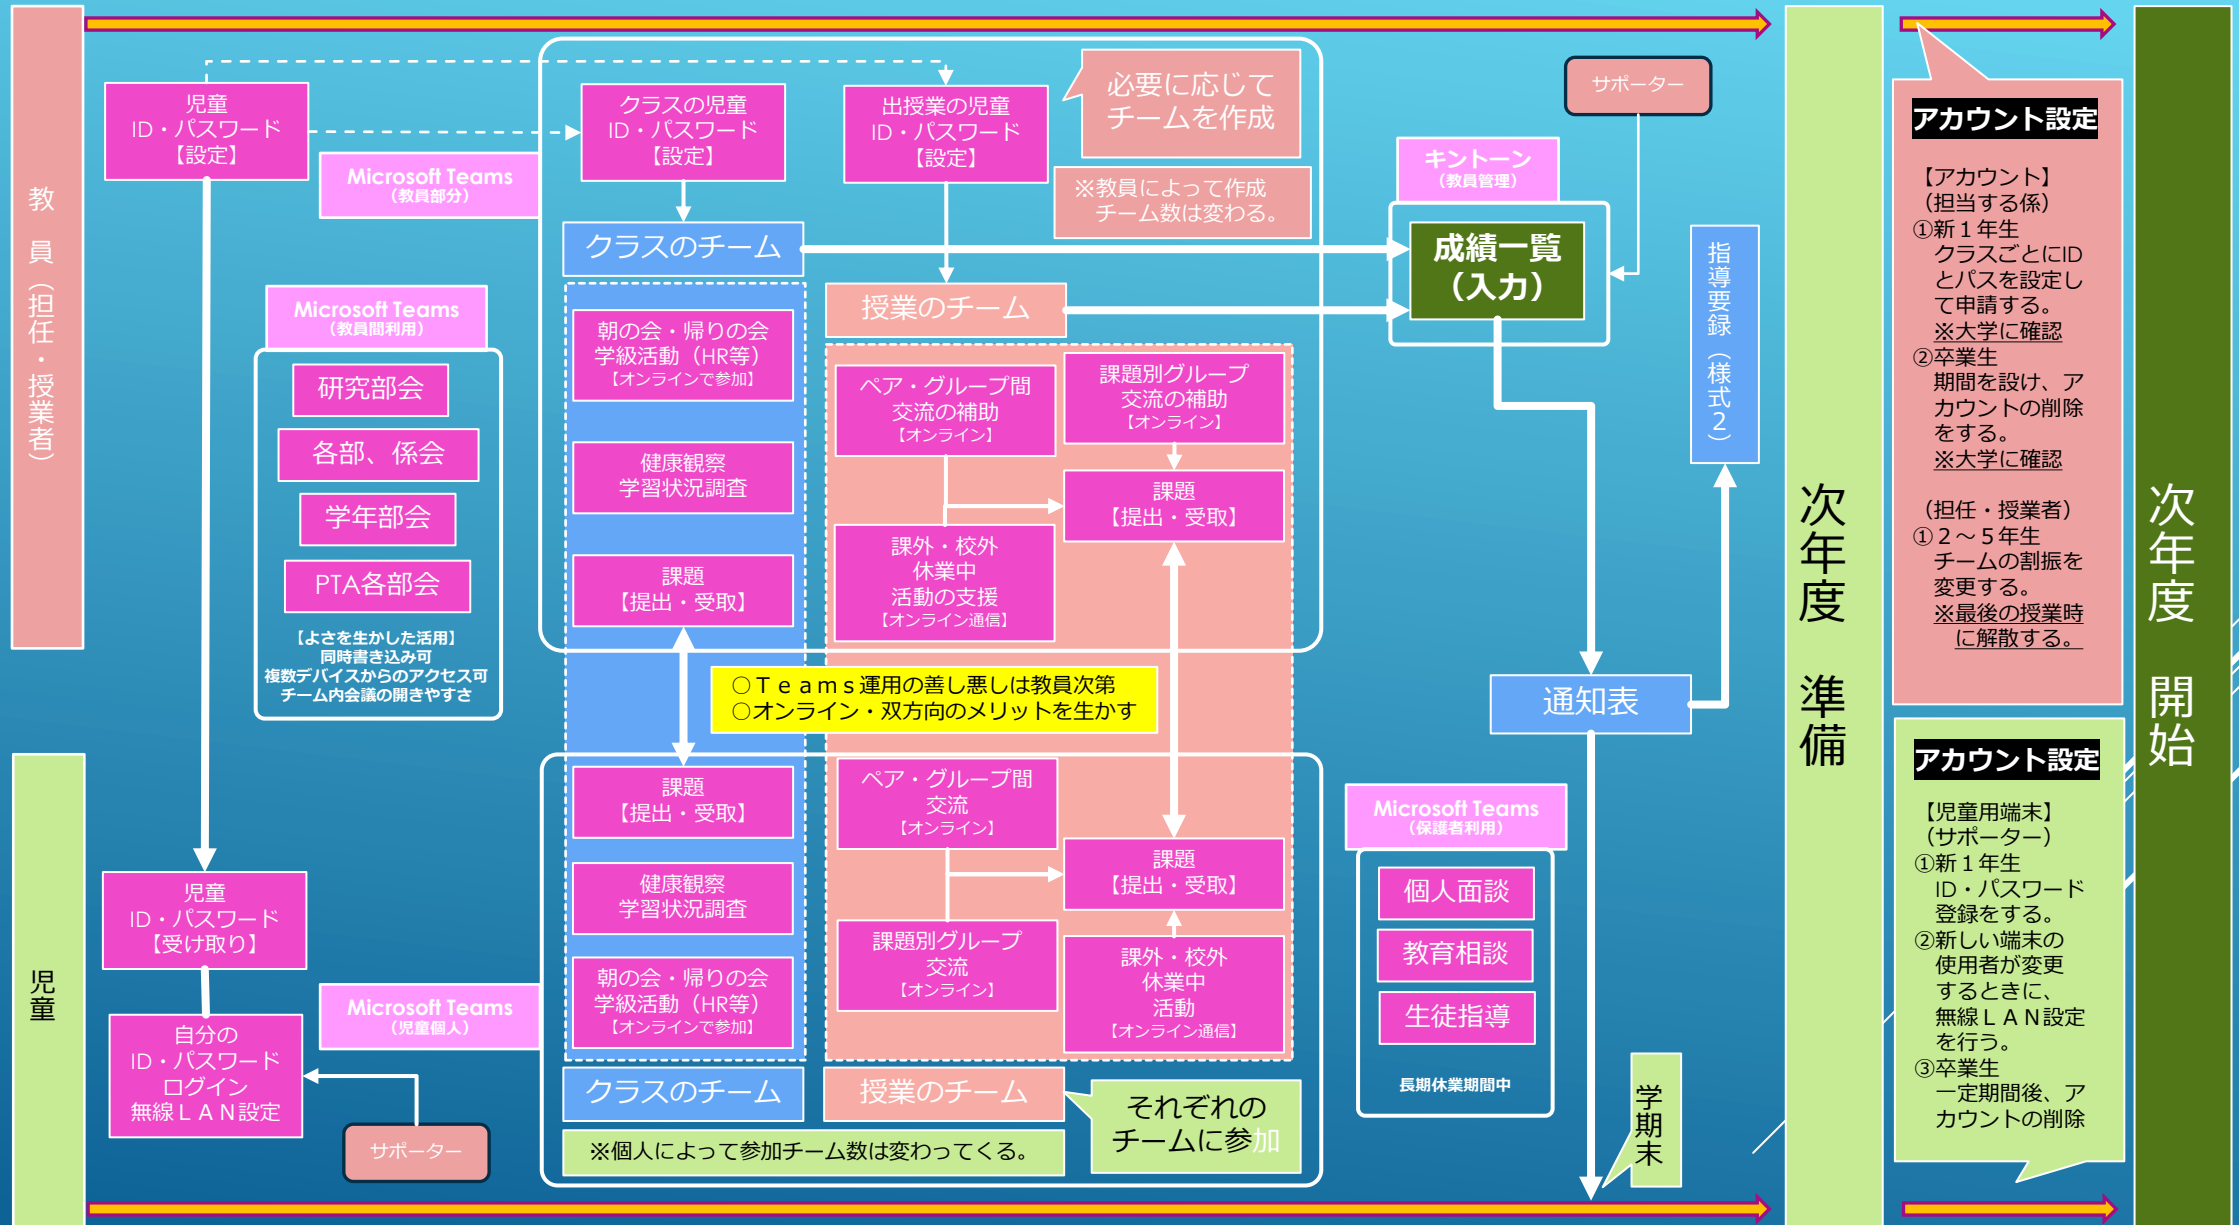 教　員（担任・授業者）
児童
ID・パスワード
【設定】
Microsoft Teams
（教員部分）
クラスの児童
ID・パスワード
【設定】
出授業の児童
ID・パスワード
【設定】
必要に応じて
チームを作成
※教員によって作成
チーム数は変わる。
サポーター
キントーン
（教員管理）
成績一覧
（入力）
指導要録（様式２）
クラスのチーム
授業のチーム
Microsoft Teams
（教員間利用）
研究部会
各部、係会
学年部会
PTA各部会
【よさを生かした活用】
同時書き込み可
複数デバイスからのアクセス可
チーム内会議の開きやすさ
朝の会・帰りの会
学級活動（HR等）
【オンラインで参加】
健康観察
学習状況調査
課題
【提出・受取】
ペア・グループ間
交流の補助
【オンライン】
課題別グループ
交流の補助
【オンライン】
課題
【提出・受取】
課外・校外
休業中
活動の支援
【オンライン通信】
○Ｔｅａｍｓ運用の善し悪しは教員次第
○オンライン・双方向のメリットを生かす
通知表
児童
児童
ID・パスワード
【受け取り】
自分の
ID・パスワード
ログイン
無線ＬＡＮ設定
サポーター
Microsoft Teams
（児童個人）
課題
【提出・受取】
健康観察
学習状況調査
朝の会・帰りの会
学級活動（HR等）
【オンラインで参加】
クラスのチーム
ペア・グループ間
交流
【オンライン】
課題
【提出・受取】
課題別グループ
交流
【オンライン】
課外・校外
休業中
活動
【オンライン通信】
授業のチーム
それぞれの
チームに参加
※個人によって参加チーム数は変わってくる。
Microsoft Teams
（保護者利用）
個人面談
教育相談
生徒指導
長期休業期間中
学期末
次年度　準備
アカウント設定
【アカウント】
（担当する係）
①新１年生
クラスごとにID
とパスを設定し
て申請する。
※大学に確認
②卒業生
期間を設け、ア
カウントの削除
をする。
※大学に確認
（担任・授業者）
①２～５年生
チームの割振を
変更する。
※最後の授業時
に解散する。
アカウント設定
【児童用端末】
（サポーター）
①新１年生
ID・パスワード
登録をする。
②新しい端末の
使用者が変更
するときに、
無線ＬＡＮ設定
を行う。
③卒業生
一定期間後、ア
カウントの削除
次年度　開始